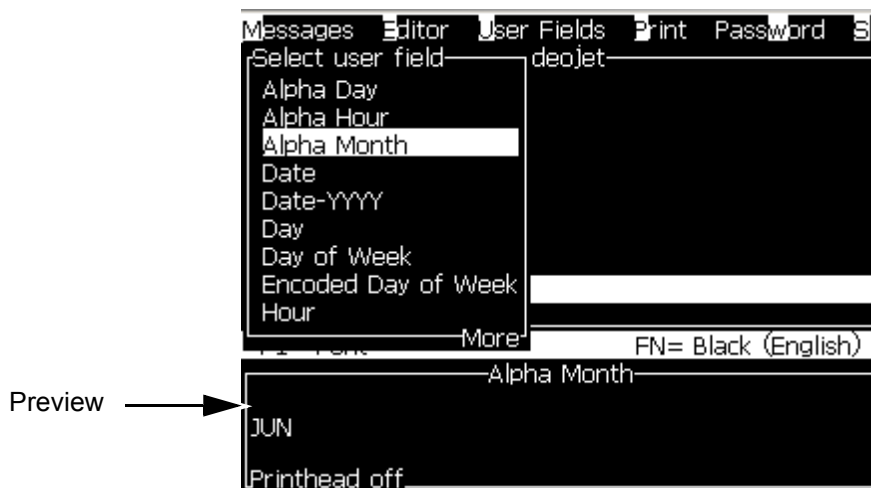 Messages Editor User Fields Print Password
Select user field deojet
Alpha Day
Alpha Hour
Alpha Month
Date
Date-YYYY
Day
Day of Week
Encoded Day of Week
Hour
More
FN= Black (English)
Alpha Month
Preview
JUN
Printhead off